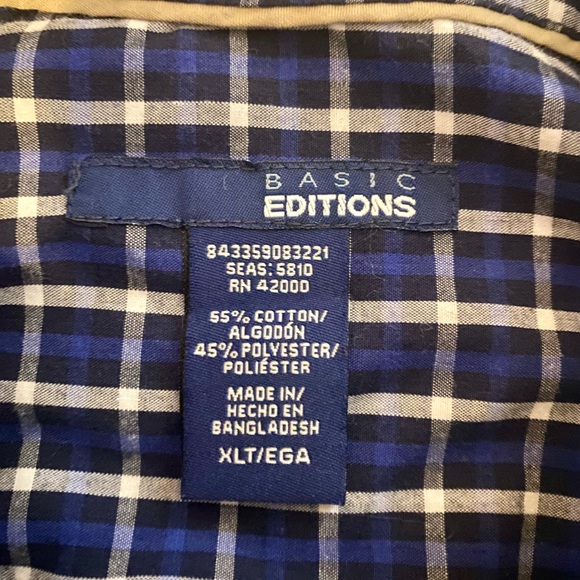 BASIC
EDITIONS
843359083221
SEAS: 5810
RN 42000
55% COTTON/
ALGODÓN
45% POLYESTER/
POLIÉSTER
MADE IN/
HECHO EN
BANGLADESH
XLT/EGA